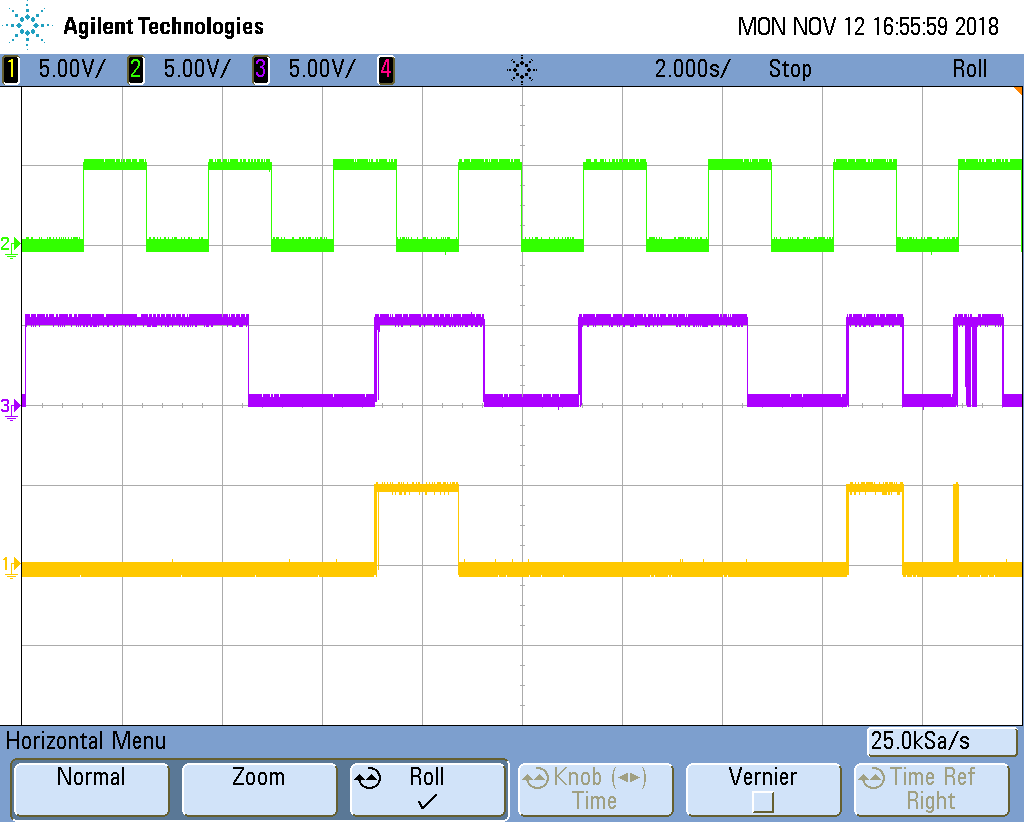 Agilent Technologies MON NOV 12 16:55:59 2018
1 5.00V/ 2 5.00V/ 3 5.00V/ 4 2.000s/ Stop Roll
2
3
1
Horizontal Menu 25.0kSa/s
Normal Zoom Roll Knob (◄►) Vernier Time Ref
Time Right